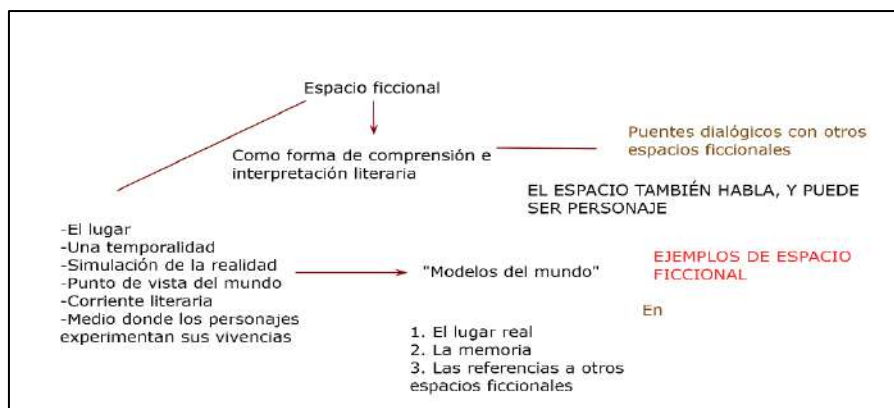 Espacio ficcional
Como forma de comprensión e
interpretación literaria
Puentes dialógicos con otros
espacios ficcionales
EL ESPACIO TAMBIÉN HABLA, Y PUEDE
SER PERSONAJE
-El lugar
-Una temporalidad
-Simulación de la realidad
-Punto de vista del mundo
-Corriente literaria
-Medio donde los personajes
experimentan sus vivencias
"Modelos del mundo"
EJEMPLOS DE ESPACIO
FICCIONAL
En
1. El lugar real
2. La memoria
3. Las referencias a otros
espacios ficcionales